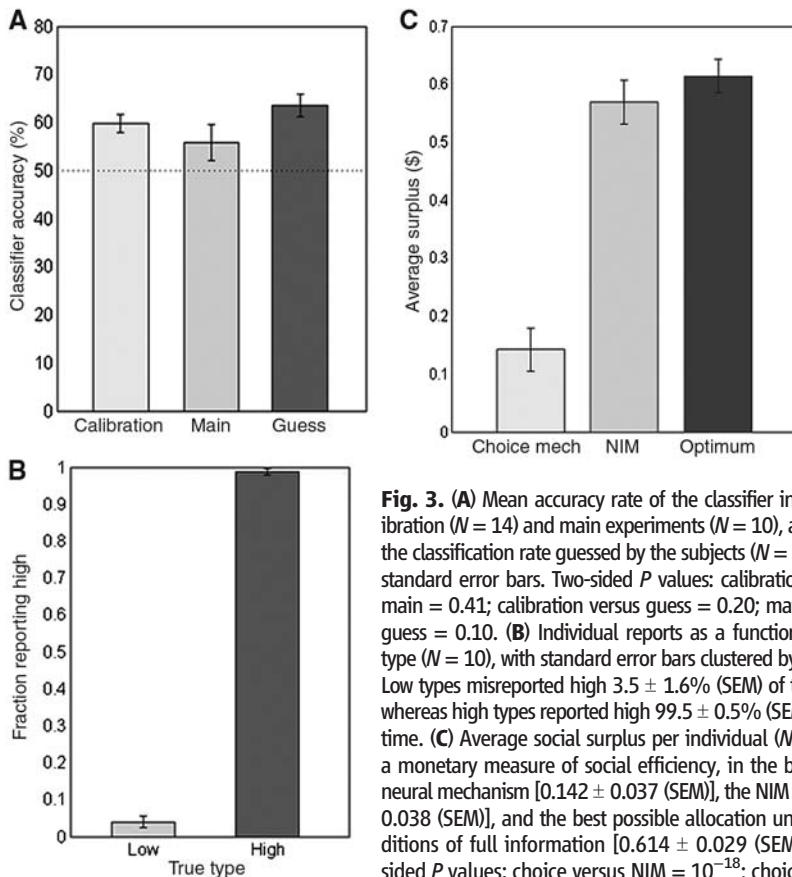 A
80
70
60
50
40
30
20
10
0
Classifier accuracy (%)
Calibration Main Guess
B
1
0.9
0.8
0.7
0.6
0.5
0.4
0.3
0.2
0.1
0
Fraction reporting high
Low High
True type
C
0.7
0.6
0.5
0.4
0.3
0.2
0.1
0
Average surplus ($)
Choice mech NIM Optimum
Fig. 3. (A) Mean accuracy rate of the classifier in
ibration (N = 14) and main experiments (N = 10), a
the classification rate guessed by the subjects (N =
standard error bars. Two-sided P values: calibratio
main = 0.41; calibration versus guess = 0.20; ma
guess = 0.10. (B) Individual reports as a function
type (N = 10), with standard error bars clustered by
Low types misreported high 3.5 ± 1.6% (SEM) of t
whereas high types reported high 99.5 ± 0.5% (SEM
time. (C) Average social surplus per individual (N
a monetary measure of social efficiency, in the b
neural mechanism [0.142 ± 0.037 (SEM)], the NIM
0.038 (SEM)], and the best possible allocation un
ditions of full information [0.614 ± 0.029 (SEM
sided P values: choice versus NIM = 10⁻¹⁸; choic